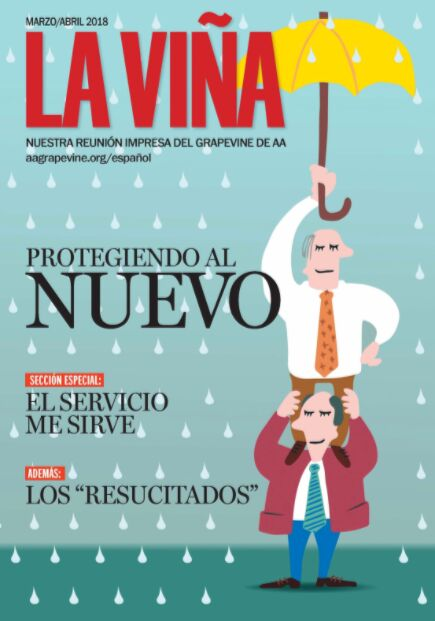 MARZO/ABRIL 2018
LA VIÑA
NUESTRA REUNIÓN IMPRESA DEL GRAPEVINE DE AA
aagrapevine.org/español
PROTEGIENDO AL
NUEVO
SECCIÓN ESPECIAL:
EL SERVICIO
ME SIRVE
ADEMÁS:
LOS “RESUCITADOS”